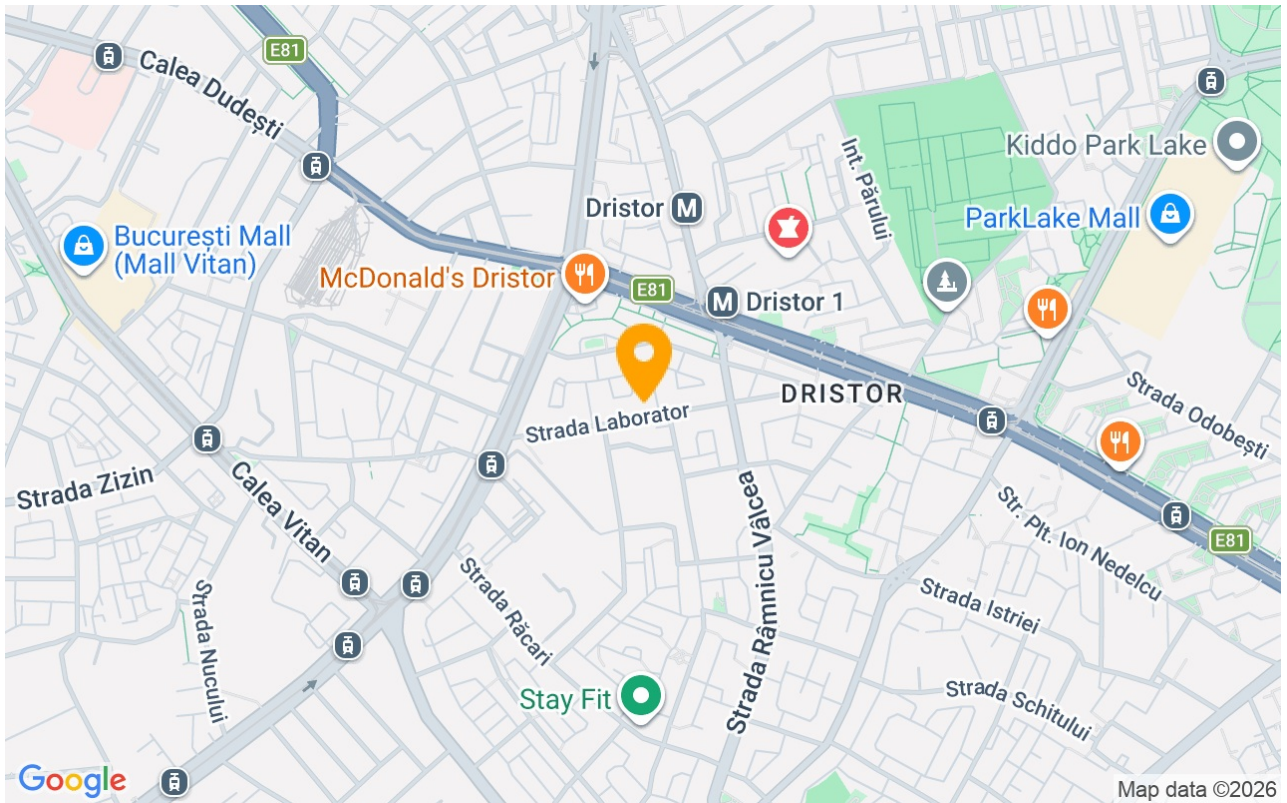 E81
Calea Dudești
Kiddo Park Lake
Int. Părului
Dristor
M
ParkLake Mall
București Mall
(Mall Vitan)
McDonald's Dristor
E81
M
Dristor 1
DRISTOR
Strada Laborator
Strada Odobești
Strada Zizin
Calea Vitan
Strada Râmnicu Vâlcea
Str. Plt. Ion Nedelcu
E81
Strada Nucului
Strada Răcari
Strada Istriei
Stay Fit
Strada Schitului
Google
Map data ©2026